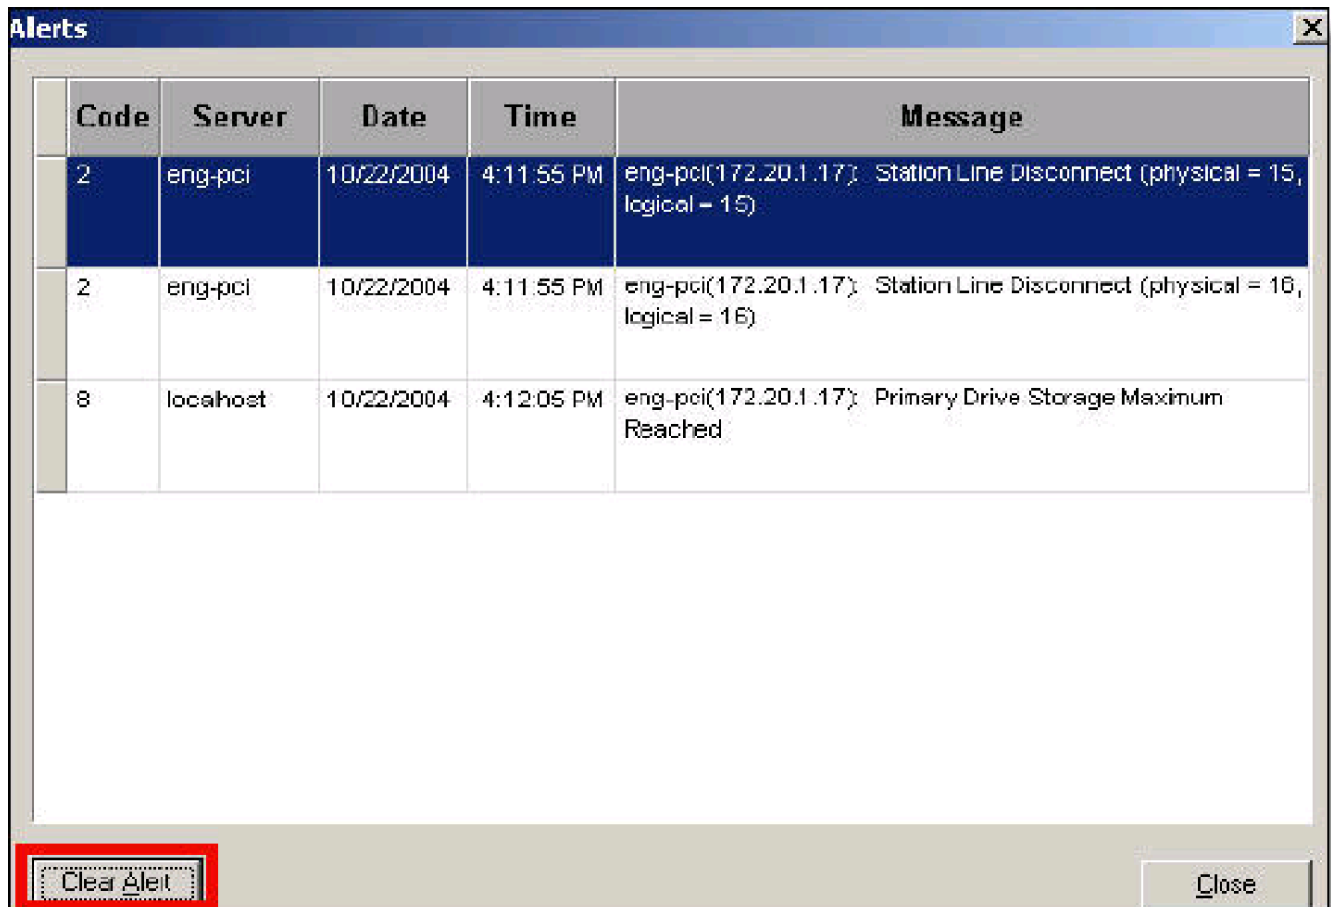 Alerts
Code Server Date Time Message
2 eng-pci 10/22/2004 4:11:55 PM eng-pci(172.20.1.17): Station Line Disconnect (physical = 15,
logical = 15)
2 eng-pci 10/22/2004 4:11:55 PM eng-pci(172.20.1.17): Station Line Disconnect (physical = 16,
logical = 16)
8 locahost 10/22/2004 4:12:05 PM eng-pci(172.20.1.17): Primary Drive Storage Maximum
Reached
Clear Alert Close